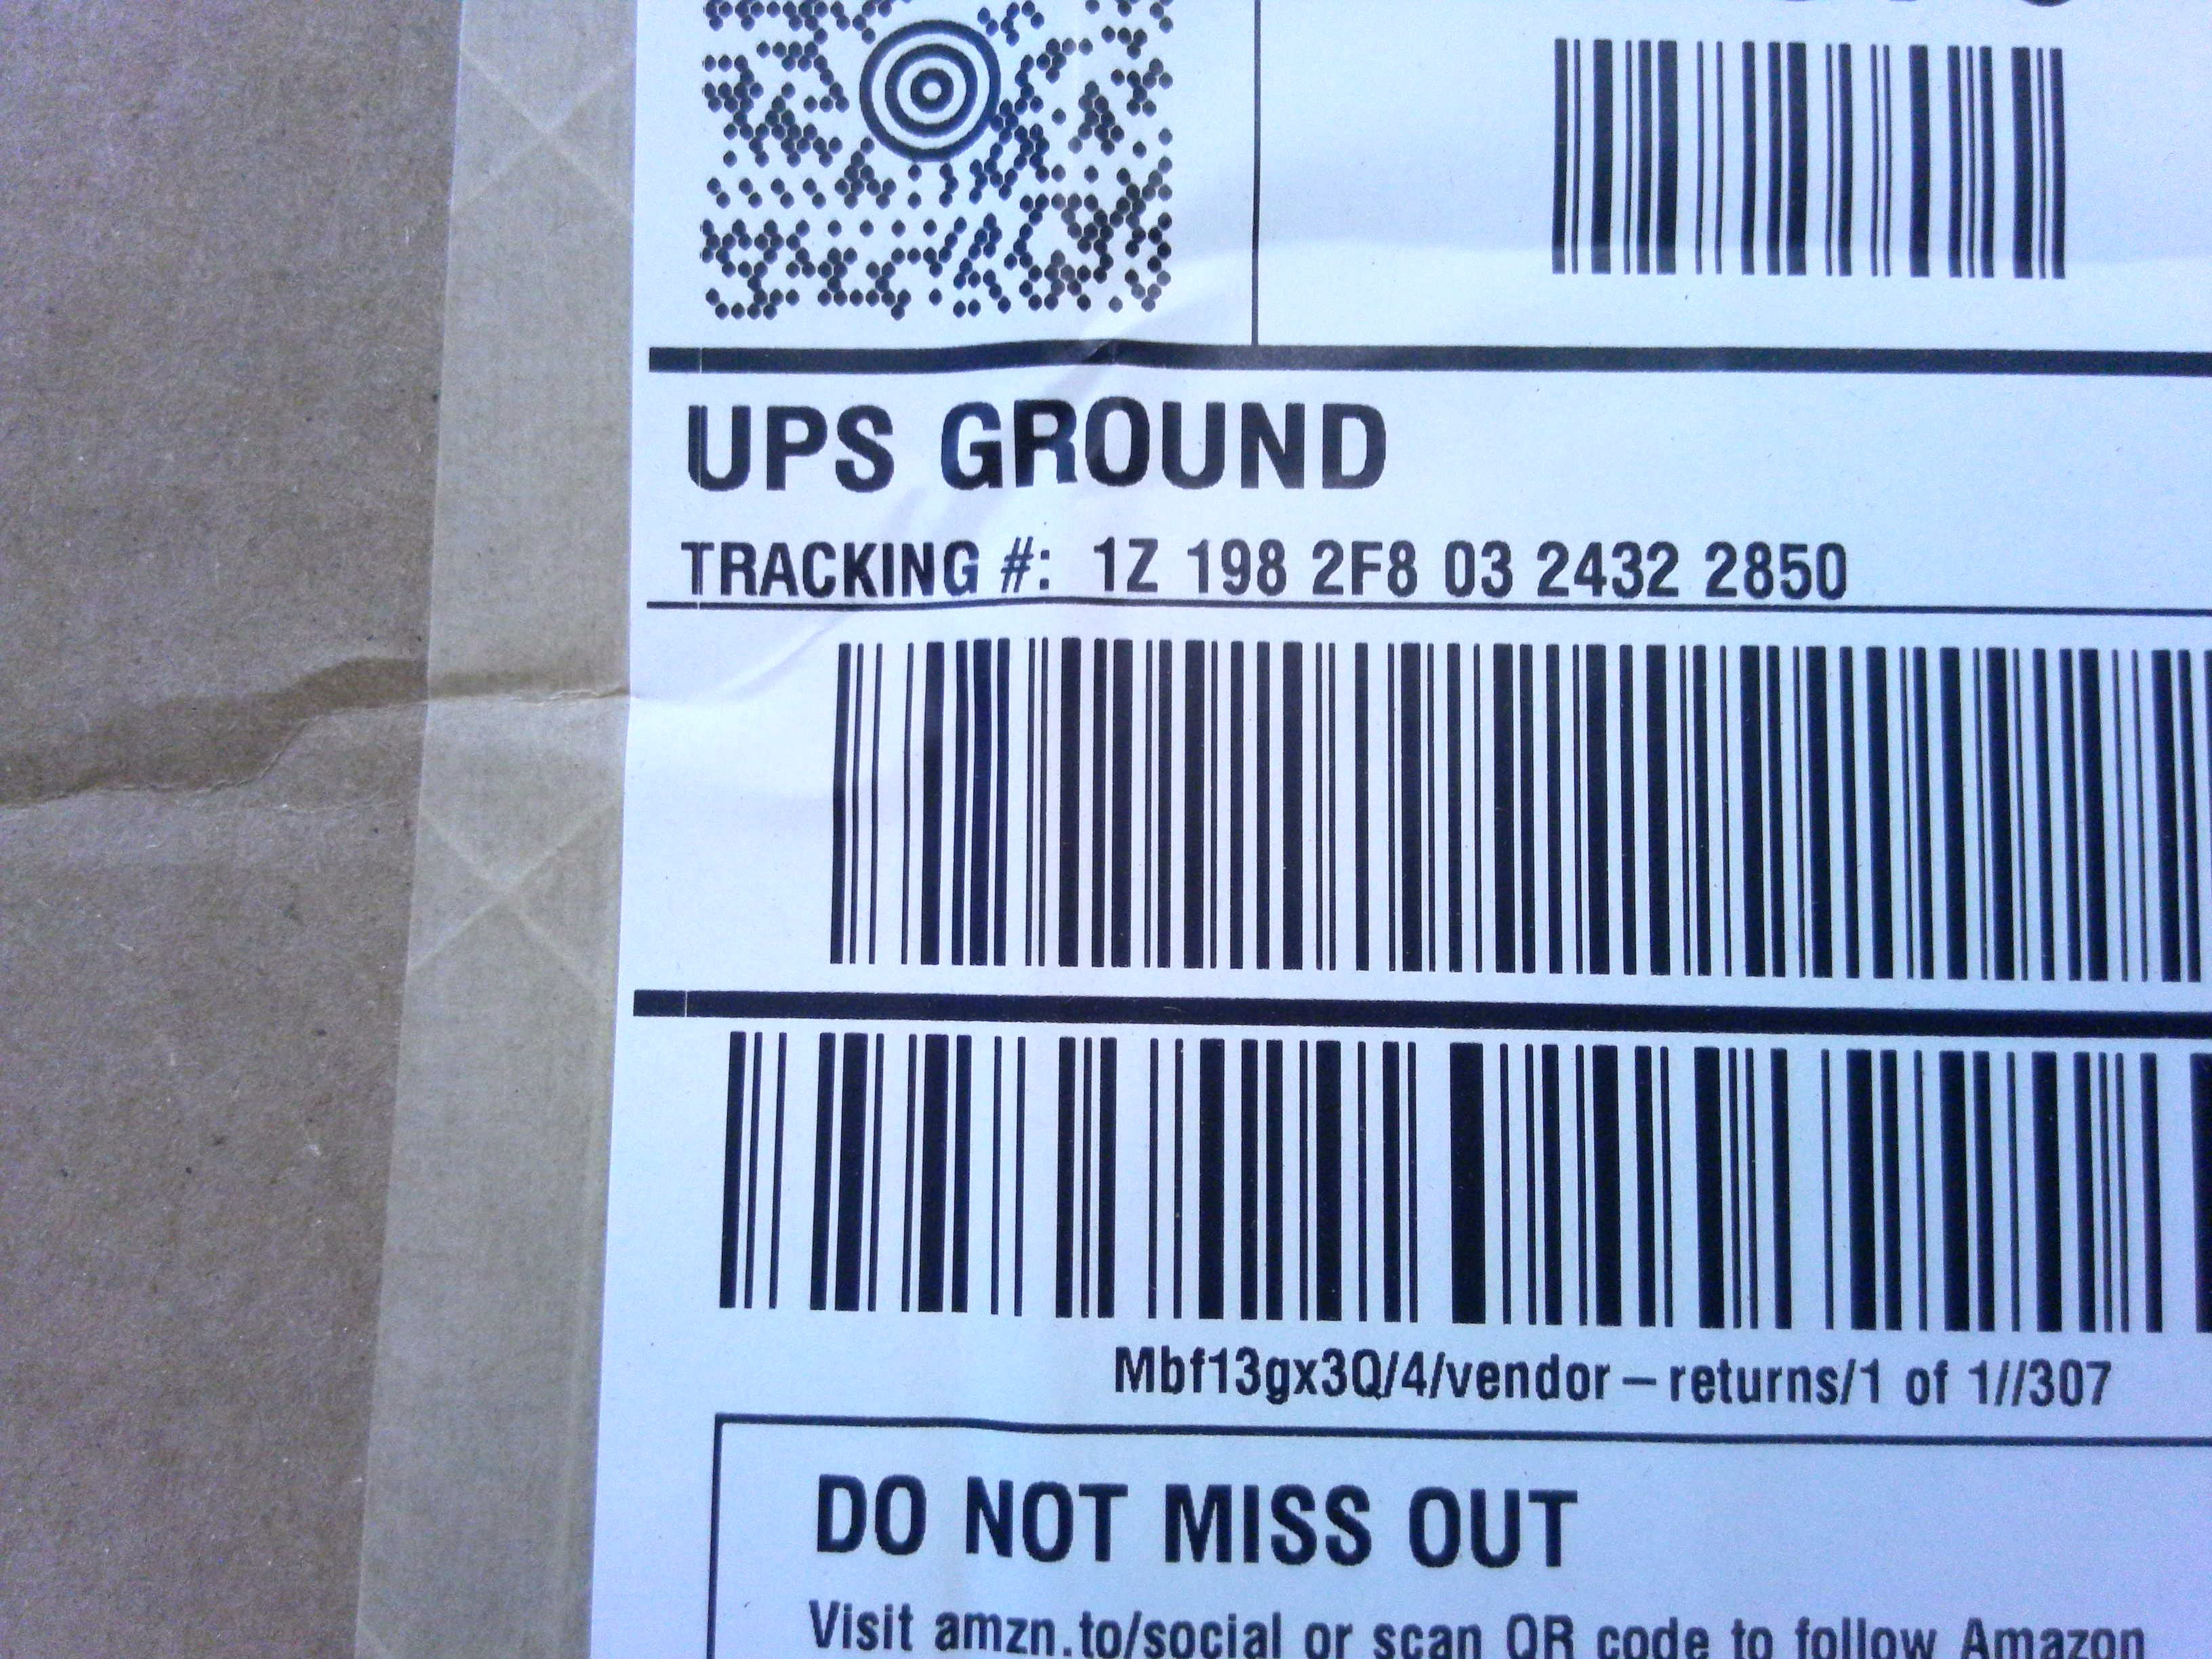 UPS GROUND
TRACKING #: 1Z 198 2F8 03 2432 2850
Mbf13gx3Q/4/vendor-returns/1 of 1//307
DO NOT MISS OUT
Visit amzn.to/social or scan QR code to follow Amazon